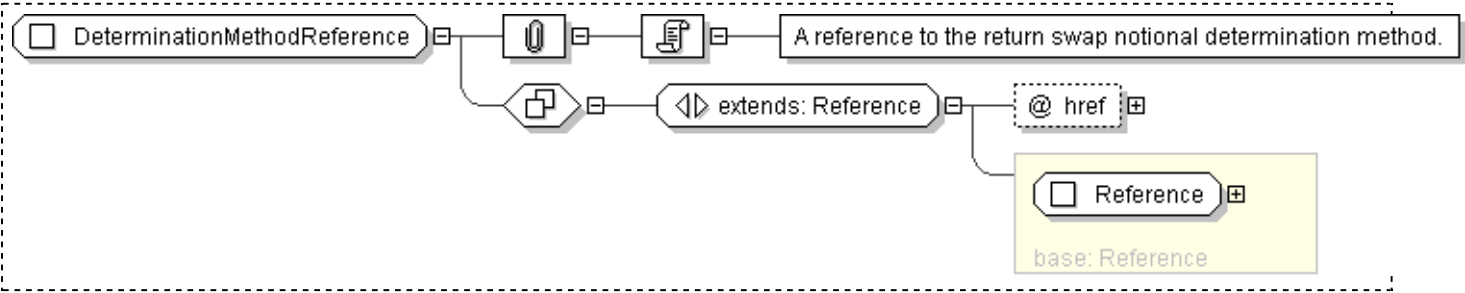 DeterminationMethodReference
A reference to the return swap notional determination method.
extends: Reference
@ href
Reference
base: Reference